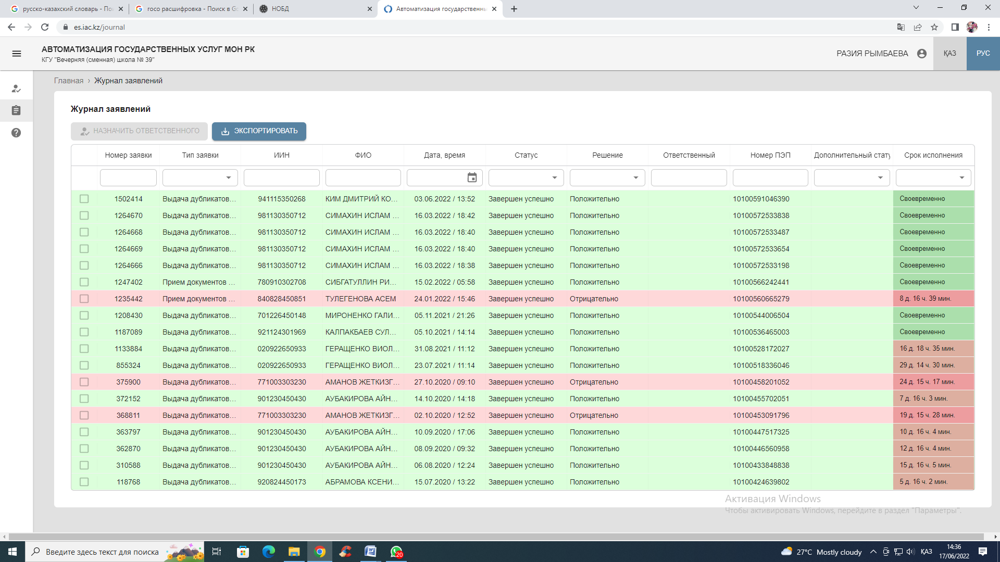 русско-казахский словарь - По
госо расшифровка - Поиск в Go
НОБД
Автоматизация государственны
es.iac.kz/journal
АВТОМАТИЗАЦИЯ ГОСУДАРСТВЕННЫХ УСЛУГ МОН РК
КГУ "Вечерняя (сменная) школа № 39"
РАЗИЯ РЫМБАЕВА
ҚАЗ
РУС
Главная › Журнал заявлений
Журнал заявлений
НАЗНАЧИТЬ ОТВЕТСТВЕННОГО
ЭКСПОРТИРОВАТЬ
Номер заявки Тип заявки ИИН ФИО Дата, время Статус Решение Ответственный Номер ПЭП Дополнительный стату Срок исполнения
1502414 Выдача дубликатов... 941115350268 КИМ ДМИТРИЙ КО... 03.06.2022 / 13:52 Завершен успешно Положительно 10100591046390 Своевременно
1264670 Выдача дубликатов... 981130350712 СИМАХИН ИСЛАМ ... 16.03.2022 / 18:42 Завершен успешно Положительно 10100572533838 Своевременно
1264668 Выдача дубликатов... 981130350712 СИМАХИН ИСЛАМ ... 16.03.2022 / 18:40 Завершен успешно Положительно 10100572533487 Своевременно
1264669 Выдача дубликатов... 981130350712 СИМАХИН ИСЛАМ ... 16.03.2022 / 18:40 Завершен успешно Положительно 10100572533654 Своевременно
1264666 Выдача дубликатов... 981130350712 СИМАХИН ИСЛАМ ... 16.03.2022 / 18:38 Завершен успешно Положительно 10100572533198 Своевременно
1247402 Прием документов ... 780910302708 СИБГАТУЛЛИН РИ... 15.02.2022 / 05:58 Завершен успешно Положительно 10100566242441 Своевременно
1235442 Прием документов ... 840828450851 ТУЛЕГЕНОВА АСЕМ 24.01.2022 / 15:46 Завершен успешно Отрицательно 10100560665279 8 д. 16 ч. 39 мин.
1208430 Выдача дубликатов... 701226450148 МИРОНЕНКО ГАЛИ... 05.11.2021 / 21:26 Завершен успешно Положительно 10100544006504 Своевременно
1187089 Выдача дубликатов... 921124301969 КАЛПАКБАЕВ СУЛ... 05.10.2021 / 14:14 Завершен успешно Положительно 10100536465003 Своевременно
1133884 Выдача дубликатов... 020922650933 ГЕРАЩЕНКО ВИОЛ... 31.08.2021 / 11:12 Завершен успешно Положительно 10100528172027 16 д. 18 ч. 35 мин.
855324 Выдача дубликатов... 020922650933 ГЕРАЩЕНКО ВИОЛ... 23.07.2021 / 11:14 Завершен успешно Положительно 10100518336046 29 д. 14 ч. 30 мин.
375900 Выдача дубликатов... 771003303230 АМАНОВ ЖЕТКИЗГ... 27.10.2020 / 09:10 Завершен успешно Отрицательно 10100458201052 24 д. 15 ч. 17 мин.
372152 Выдача дубликатов... 901230450430 АУБАКИРОВА АЙН... 14.10.2020 / 14:18 Завершен успешно Положительно 10100455702051 7 д. 16 ч. 3 мин.
368811 Выдача дубликатов... 771003303230 АМАНОВ ЖЕТКИЗГ... 02.10.2020 / 12:52 Завершен успешно Отрицательно 10100453091796 19 д. 15 ч. 28 мин.
363797 Выдача дубликатов... 901230450430 АУБАКИРОВА АЙН... 10.09.2020 / 17:06 Завершен успешно Положительно 10100447517325 10 д. 16 ч. 4 мин.
362870 Выдача дубликатов... 901230450430 АУБАКИРОВА АЙН... 08.09.2020 / 09:32 Завершен успешно Положительно 10100446560958 12 д. 16 ч. 4 мин.
310588 Выдача дубликатов... 901230450430 АУБАКИРОВА АЙН... 06.08.2020 / 12:24 Завершен успешно Положительно 10100433848838 15 д. 16 ч. 5 мин.
118768 Выдача дубликатов... 920824450173 АБРАМОВА КСЕНИ... 15.07.2020 / 13:22 Завершен успешно Положительно 10100424639802 5 д. 16 ч. 2 мин.
Активация Windows
Чтобы активировать Windows, перейдите в раздел "Параметры".
Введите здесь текст для поиска
20
27°C Mostly cloudy
ҚАЗ
14:36
17/06/2022